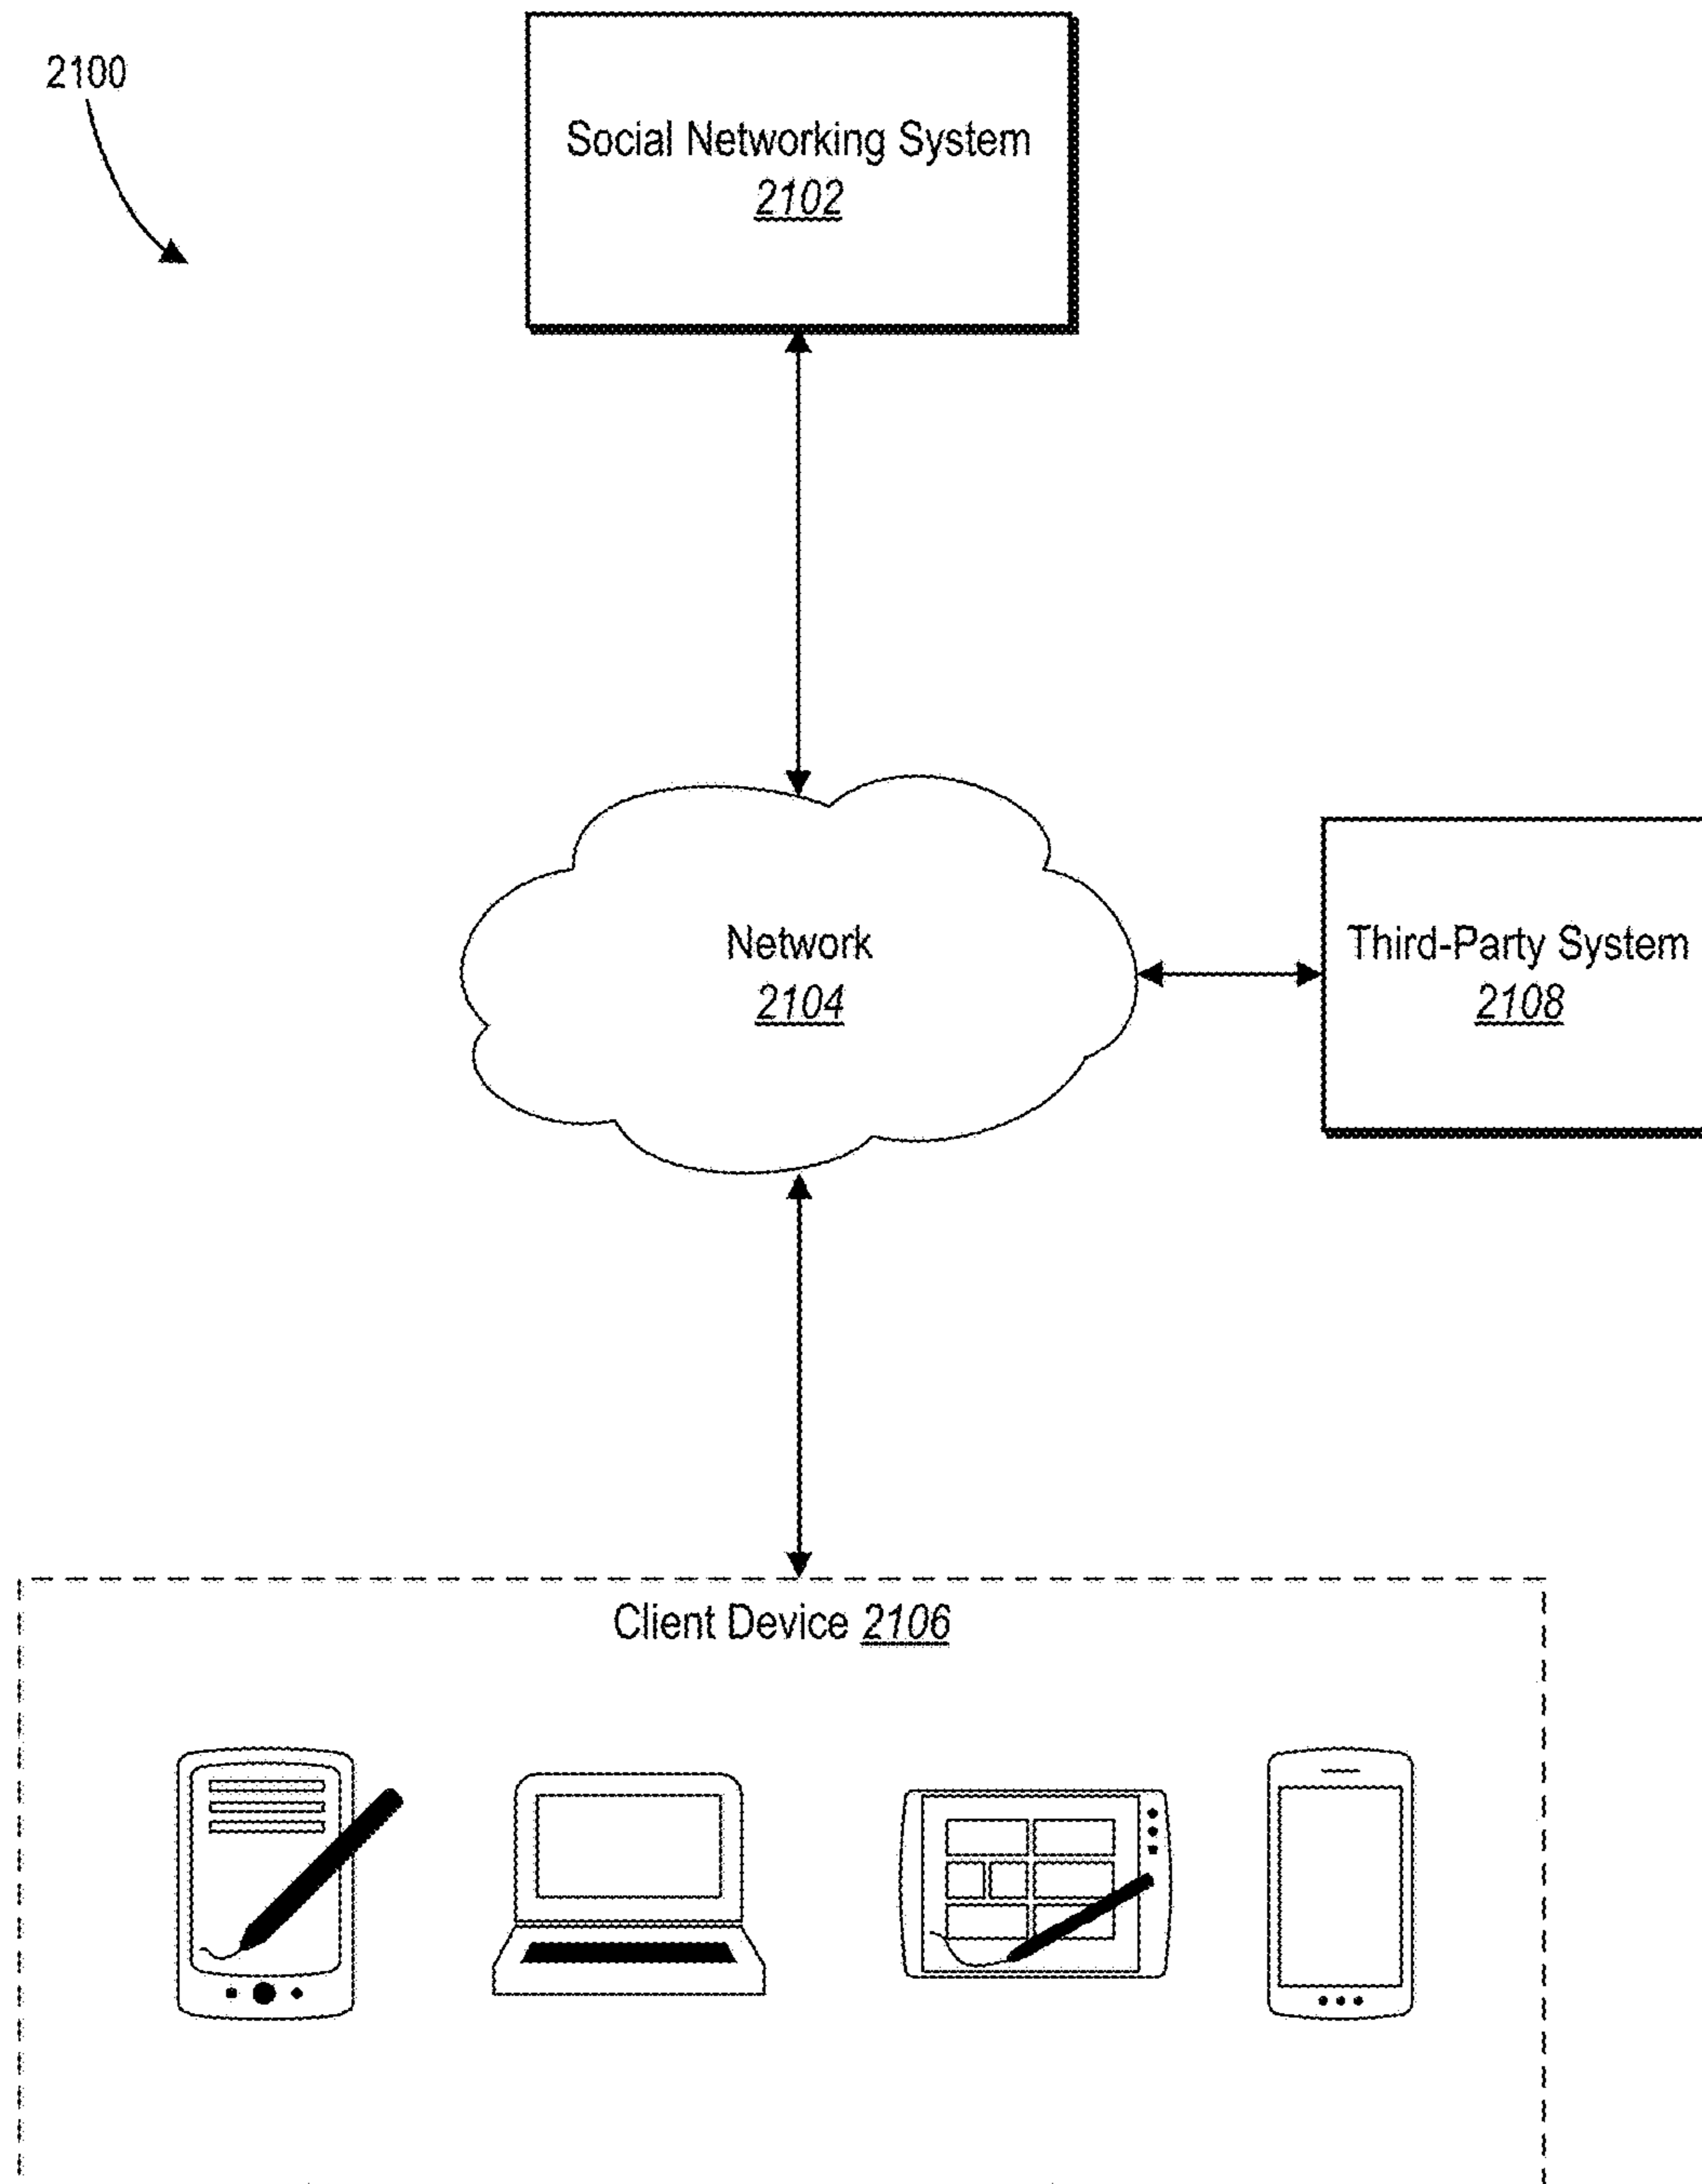 2100
Social Networking System
2102
Network
2104
Third-Party System
2108
Client Device 2106